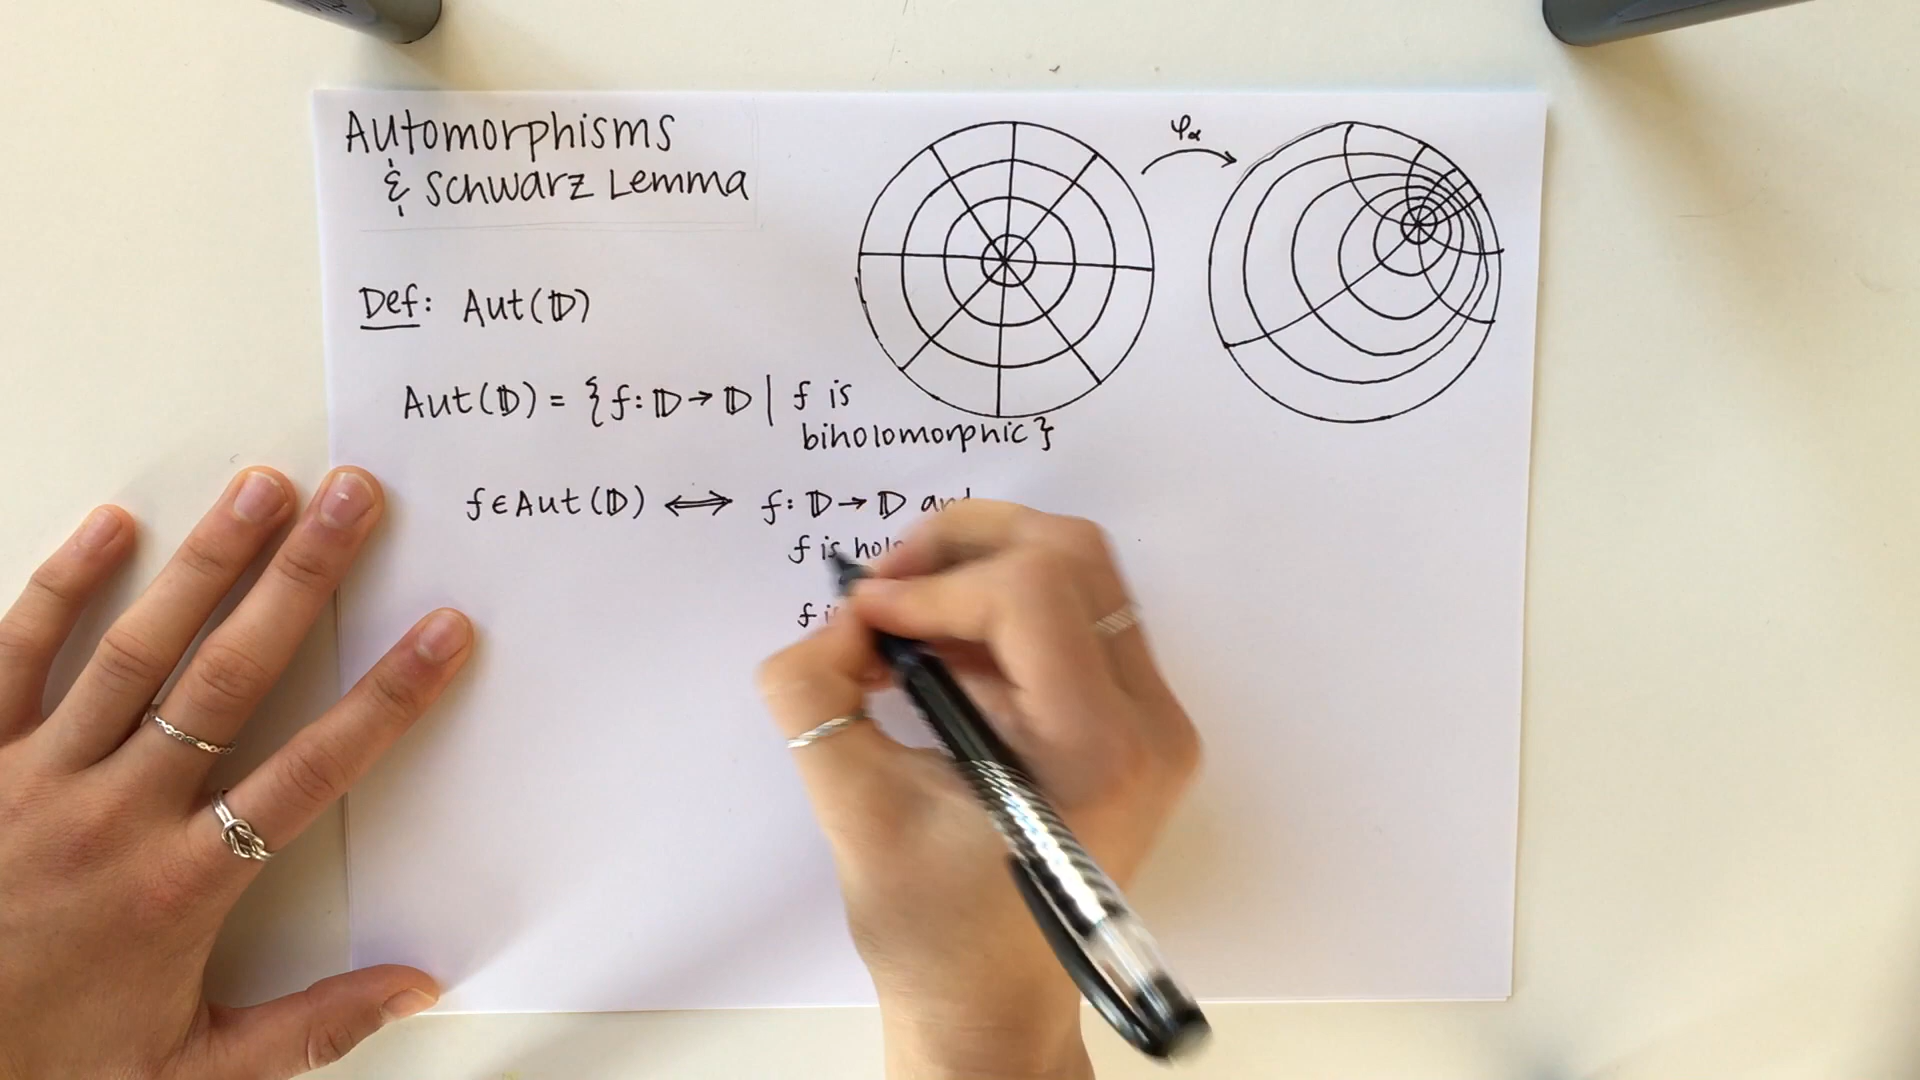 Automorphisms
& Schwarz Lemma
φα
Def: Aut(𝔻)
Aut(𝔻) = {f: 𝔻 → 𝔻 | f is
biholomorphic}
f ∈ Aut(𝔻) ⟺ f: 𝔻 → 𝔻 and
f is
f